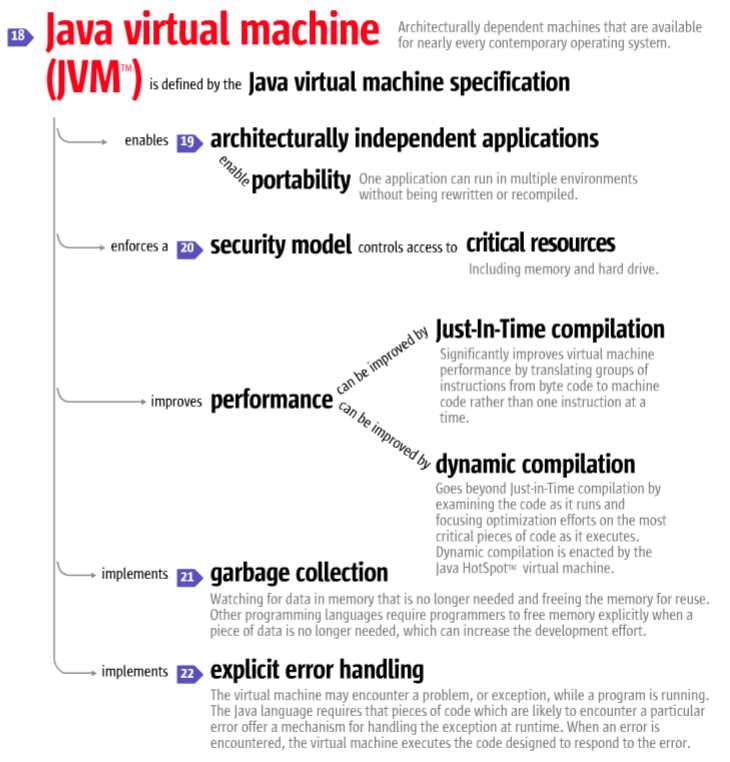 18 Java virtual machine
(JVM™) is defined by the Java virtual machine specification
Architecturally dependent machines that are available
for nearly every contemporary operating system.
enables 19 architecturally independent applications
enable portability
One application can run in multiple environments
without being rewritten or recompiled.
enforces a 20 security model controls access to critical resources
Including memory and hard drive.
improves performance
can be improved by
Just-In-Time compilation
Significantly improves virtual machine
performance by translating groups of
instructions from byte code to machine
code rather than one instruction at a
time.
can be improved by
dynamic compilation
Goes beyond Just-in-Time compilation by
examining the code as it runs and
focusing optimization efforts on the most
critical pieces of code as it executes.
Dynamic compilation is enacted by the
Java HotSpot™ virtual machine.
implements 21 garbage collection
Watching for data in memory that is no longer needed and freeing the memory for reuse.
Other programming languages require programmers to free memory explicitly when a
piece of data is no longer needed, which can increase the development effort.
implements 22 explicit error handling
The virtual machine may encounter a problem, or exception, while a program is running.
The Java language requires that pieces of code which are likely to encounter a particular
error offer a mechanism for handling the exception at runtime. When an error is
encountered, the virtual machine executes the code designed to respond to the error.